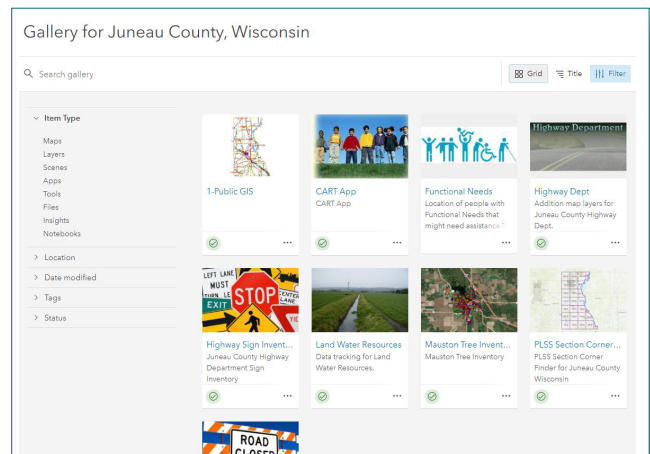 Gallery for Juneau County, Wisconsin
Search gallery
Grid
Title
Filter
Item Type
Maps
Layers
Scenes
Apps
Tools
Files
Insights
Notebooks
Location
Date modified
Tags
Status
1-Public GIS
CART App
CART App
Functional Needs
Location of people with
Functional Needs that
might need assistance
Highway Department
Highway Dept
Addition map layers for
Juneau County Highway
Dept.
LEFT LANE
MUST
TURN LE
EXIT
STOP
CENTER
LANE
YIE
Highway Sign Invent...
Juneau County Highway
Department Sign
Inventory
Land Water Resources
Data tracking for Land
Water Resources.
Mauston Tree Invent...
Mauston Tree Inventory
PLSS Section Corner...
PLSS Section Corner
Finder for Juneau County
Wisconsin
ROAD
CLOSED